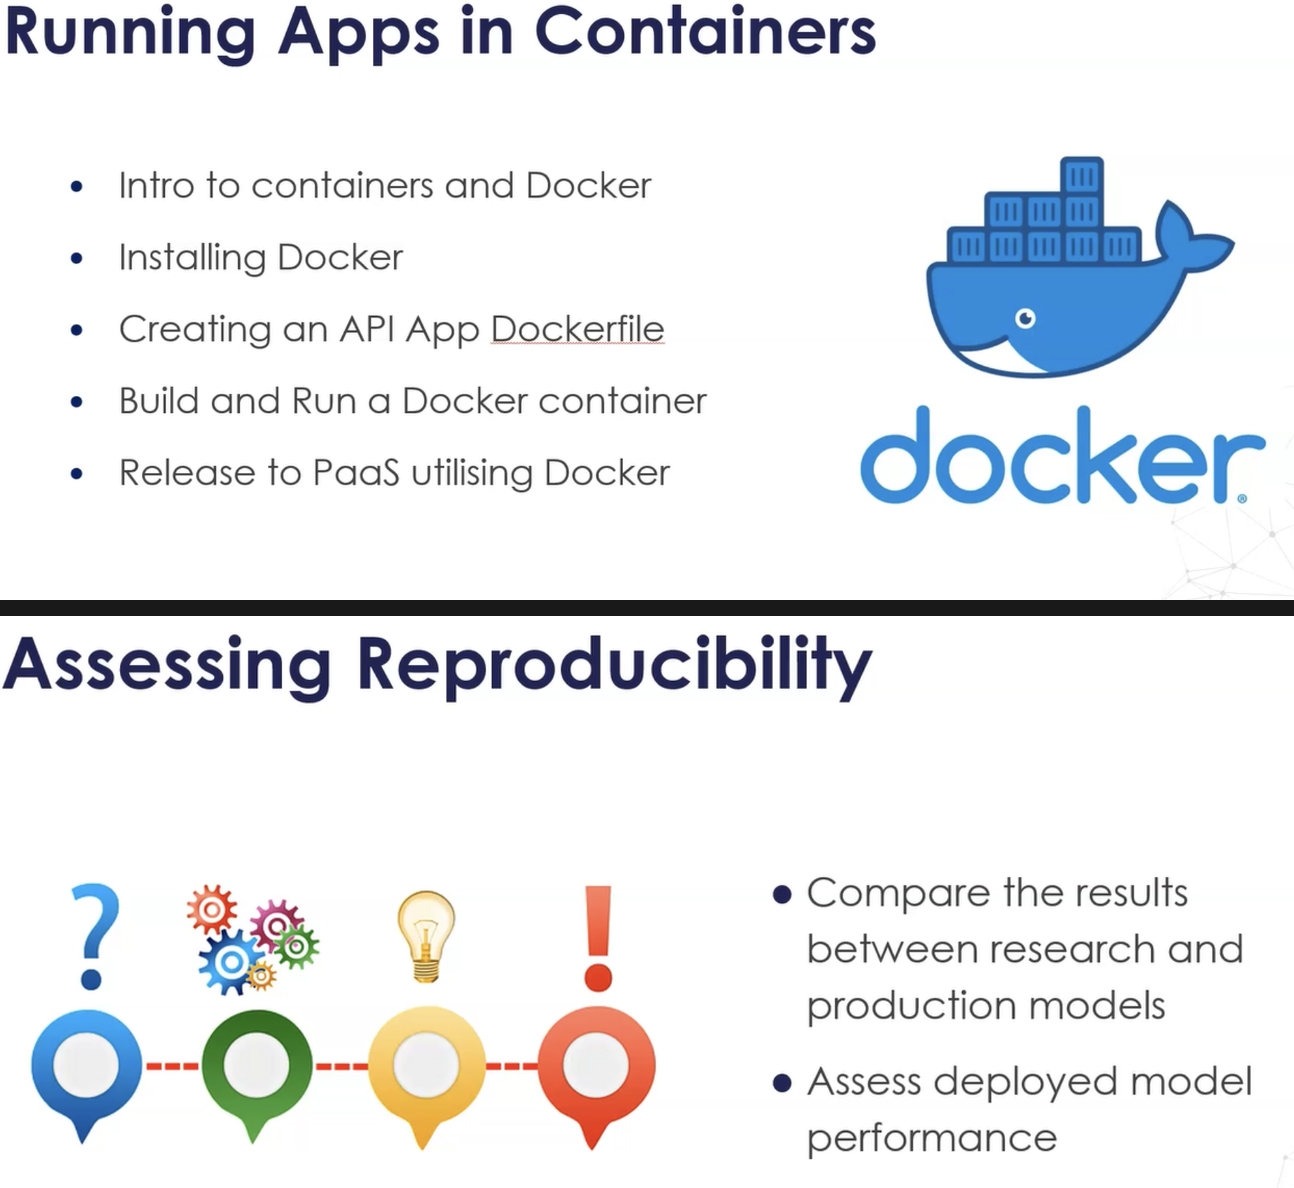 Running Apps in Containers
• Intro to containers and Docker
• Installing Docker
• Creating an API App Dockerfile
• Build and Run a Docker container
• Release to PaaS utilising Docker
docker®
Assessing Reproducibility
?
!
• Compare the results
between research and
production models
• Assess deployed model
performance